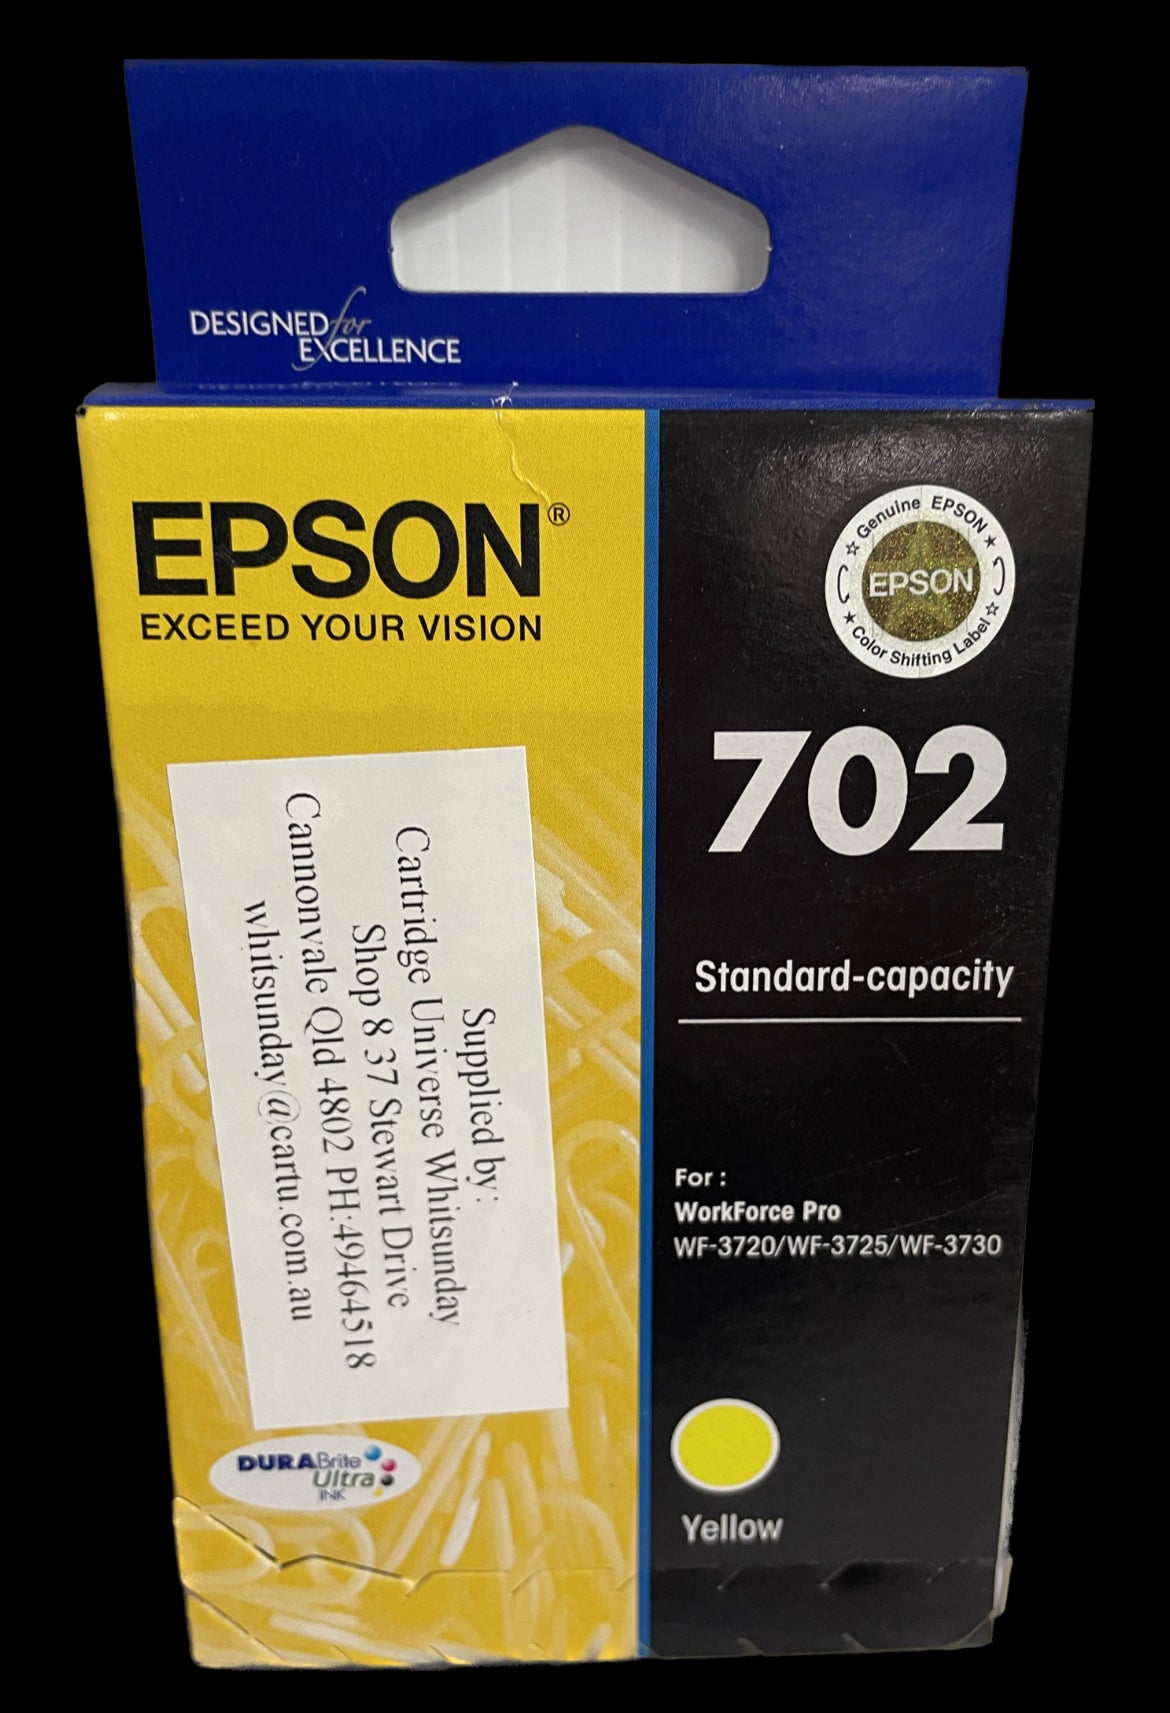 DESIGNED for
EXCELLENCE
EPSON®
EXCEED YOUR VISION
Genuine EPSON
EPSON
Color Shifting Label
702
Standard-capacity
Supplied by:
Cartridge Universe Whitsunday
Shop 8 37 Stewart Drive
Cannonvale Qld 4802 PH:49464518
whitsunday@cartu.com.au
For :
WorkForce Pro
WF-3720/WF-3725/WF-3730
DURABrite
Ultra
INK
Yellow